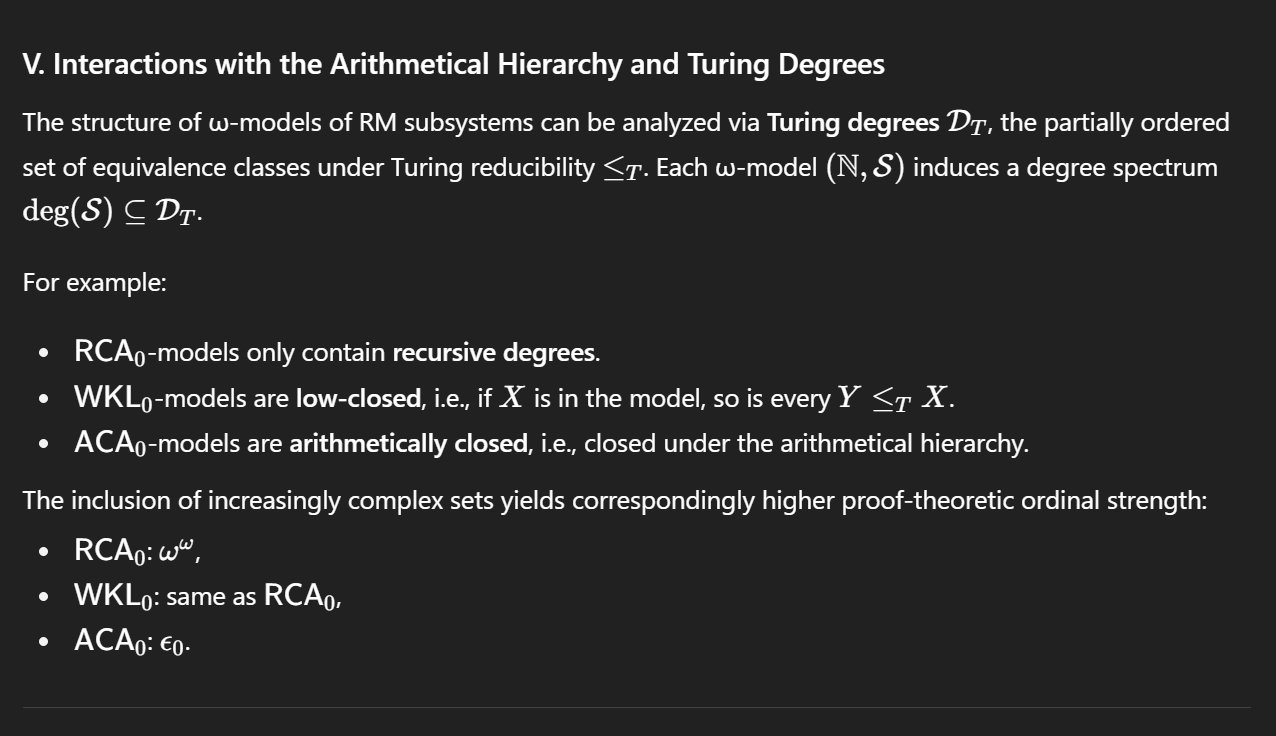 V. Interactions with the Arithmetical Hierarchy and Turing Degrees
The structure of ω-models of RM subsystems can be analyzed via Turing degrees 𝒟_T, the partially ordered
set of equivalence classes under Turing reducibility ≤_T. Each ω-model (ℕ, 𝒮) induces a degree spectrum
deg(𝒮) ⊆ 𝒟_T.
For example:
• RCA₀-models only contain recursive degrees.
• WKL₀-models are low-closed, i.e., if X is in the model, so is every Y ≤_T X.
• ACA₀-models are arithmetically closed, i.e., closed under the arithmetical hierarchy.
The inclusion of increasingly complex sets yields correspondingly higher proof-theoretic ordinal strength:
• RCA₀: ω^ω,
• WKL₀: same as RCA₀,
• ACA₀: ϵ₀.